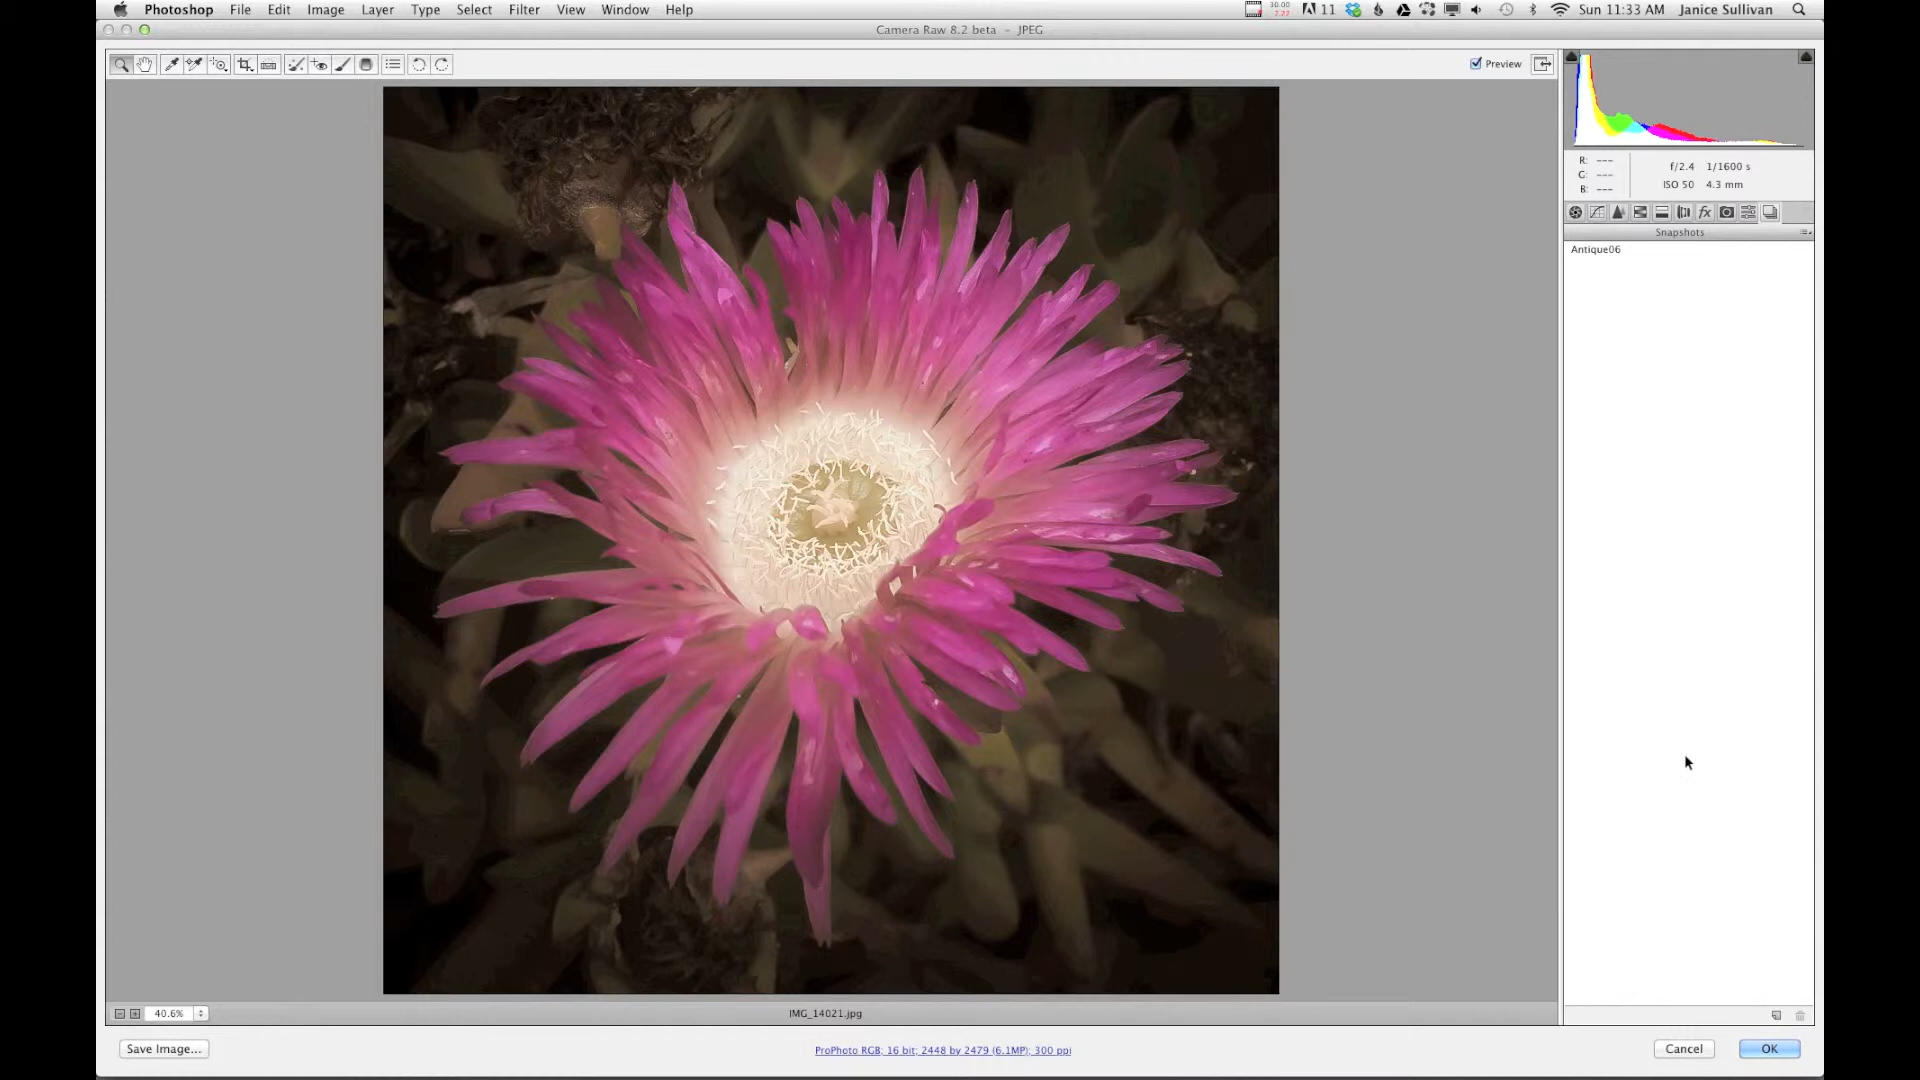 Photoshop File Edit Image Layer Type Select Filter View Window Help 11 Sun 11:33 AM Janice Sullivan
Camera Raw 8.2 beta – JPEG
Preview
R: ---
G: ---
B: ---
f/2.4 1/1600 s
ISO 50 4.3 mm
fx
Snapshots
Antique06
40.6%
IMG_14021.jpg
Save Image...
ProPhoto RGB; 16 bit; 2448 by 2479 (6.1MP); 300 ppi
Cancel
OK